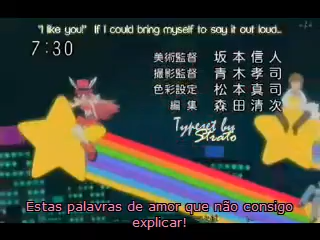 "I like you!" If I could bring myself to say it out loud...
7:30
美術監督 坂本信人
撮影監督 青木孝司
色彩設定 松本真司
編集 森田清次
Typeset by
Strato
Estas palavras de amor que não consigo
explicar!